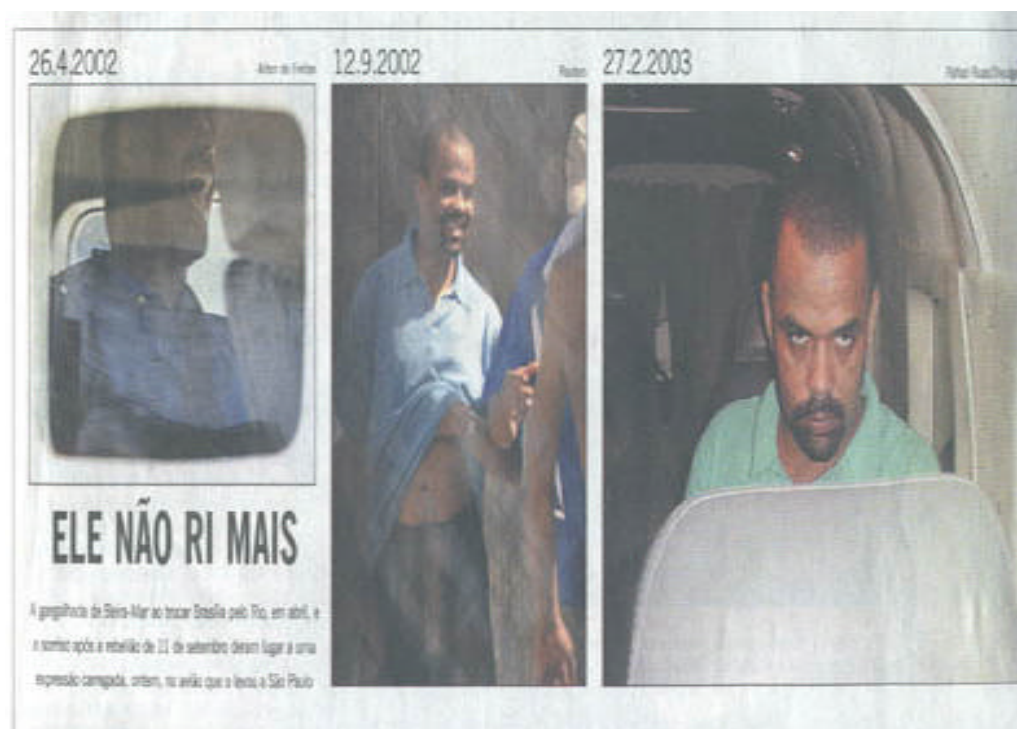 26.4.2002
12.9.2002
Reuters
27.2.2003
ELE NÃO RI MAIS
A gargalhada de Beira-Mar ao trocar Brasília pelo Rio, em abril, e
o sorriso após a rebelião de 11 de setembro deram lugar a uma
expressão carregada, ontem, no avião que o levou a São Paulo